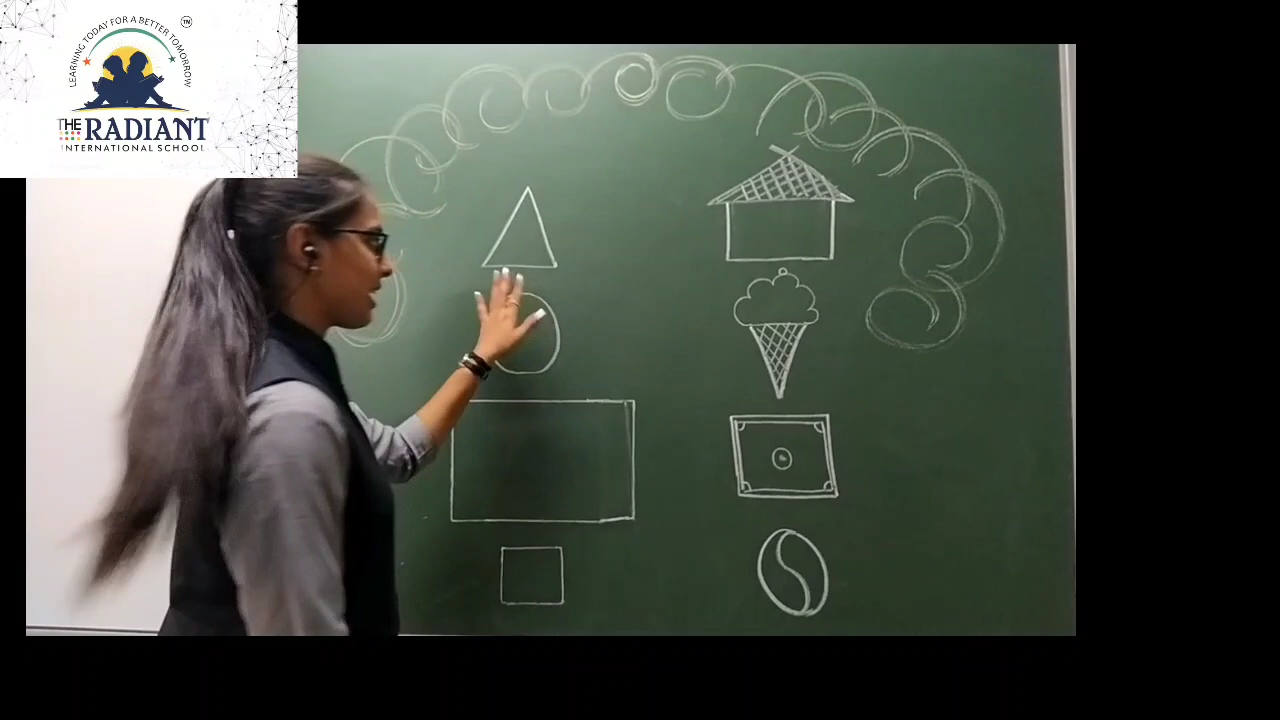 LEARNING TODAY FOR A BETTER TOMORROW
TM
THE RADIANT
INTERNATIONAL SCHOOL